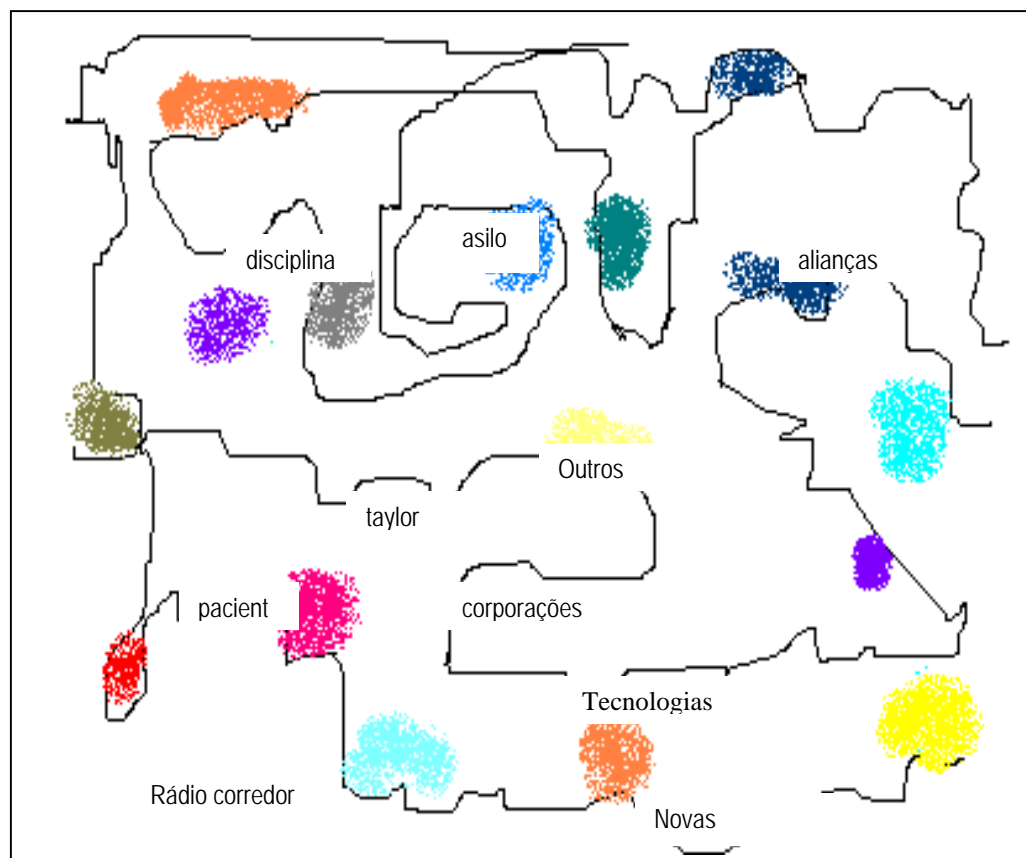 asilo
disciplina
alianças
Outros
taylor
pacient
corporações
Tecnologias
Rádio corredor
Novas